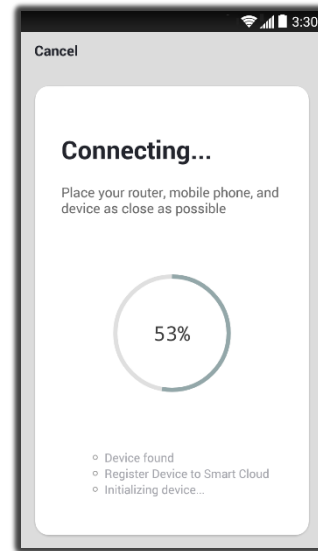 3:30
Cancel
Connecting...
Place your router, mobile phone, and
device as close as possible
53%
Device found
Register Device to Smart Cloud
Initializing device...